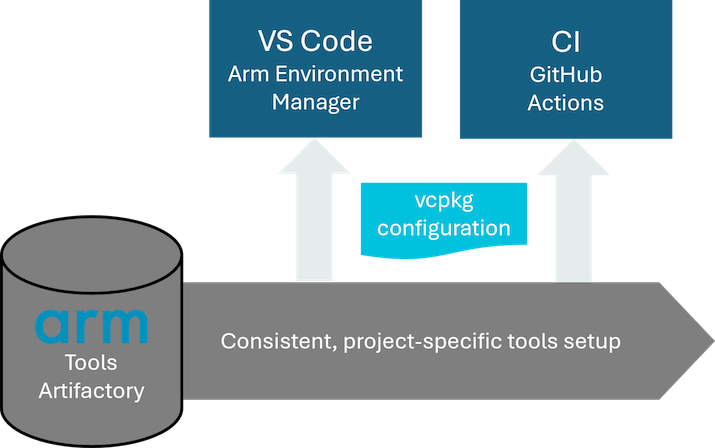 VS Code
Arm Environment
Manager
CI
GitHub
Actions
vcpkg
configuration
arm
Tools
Artifactory
Consistent, project-specific tools setup